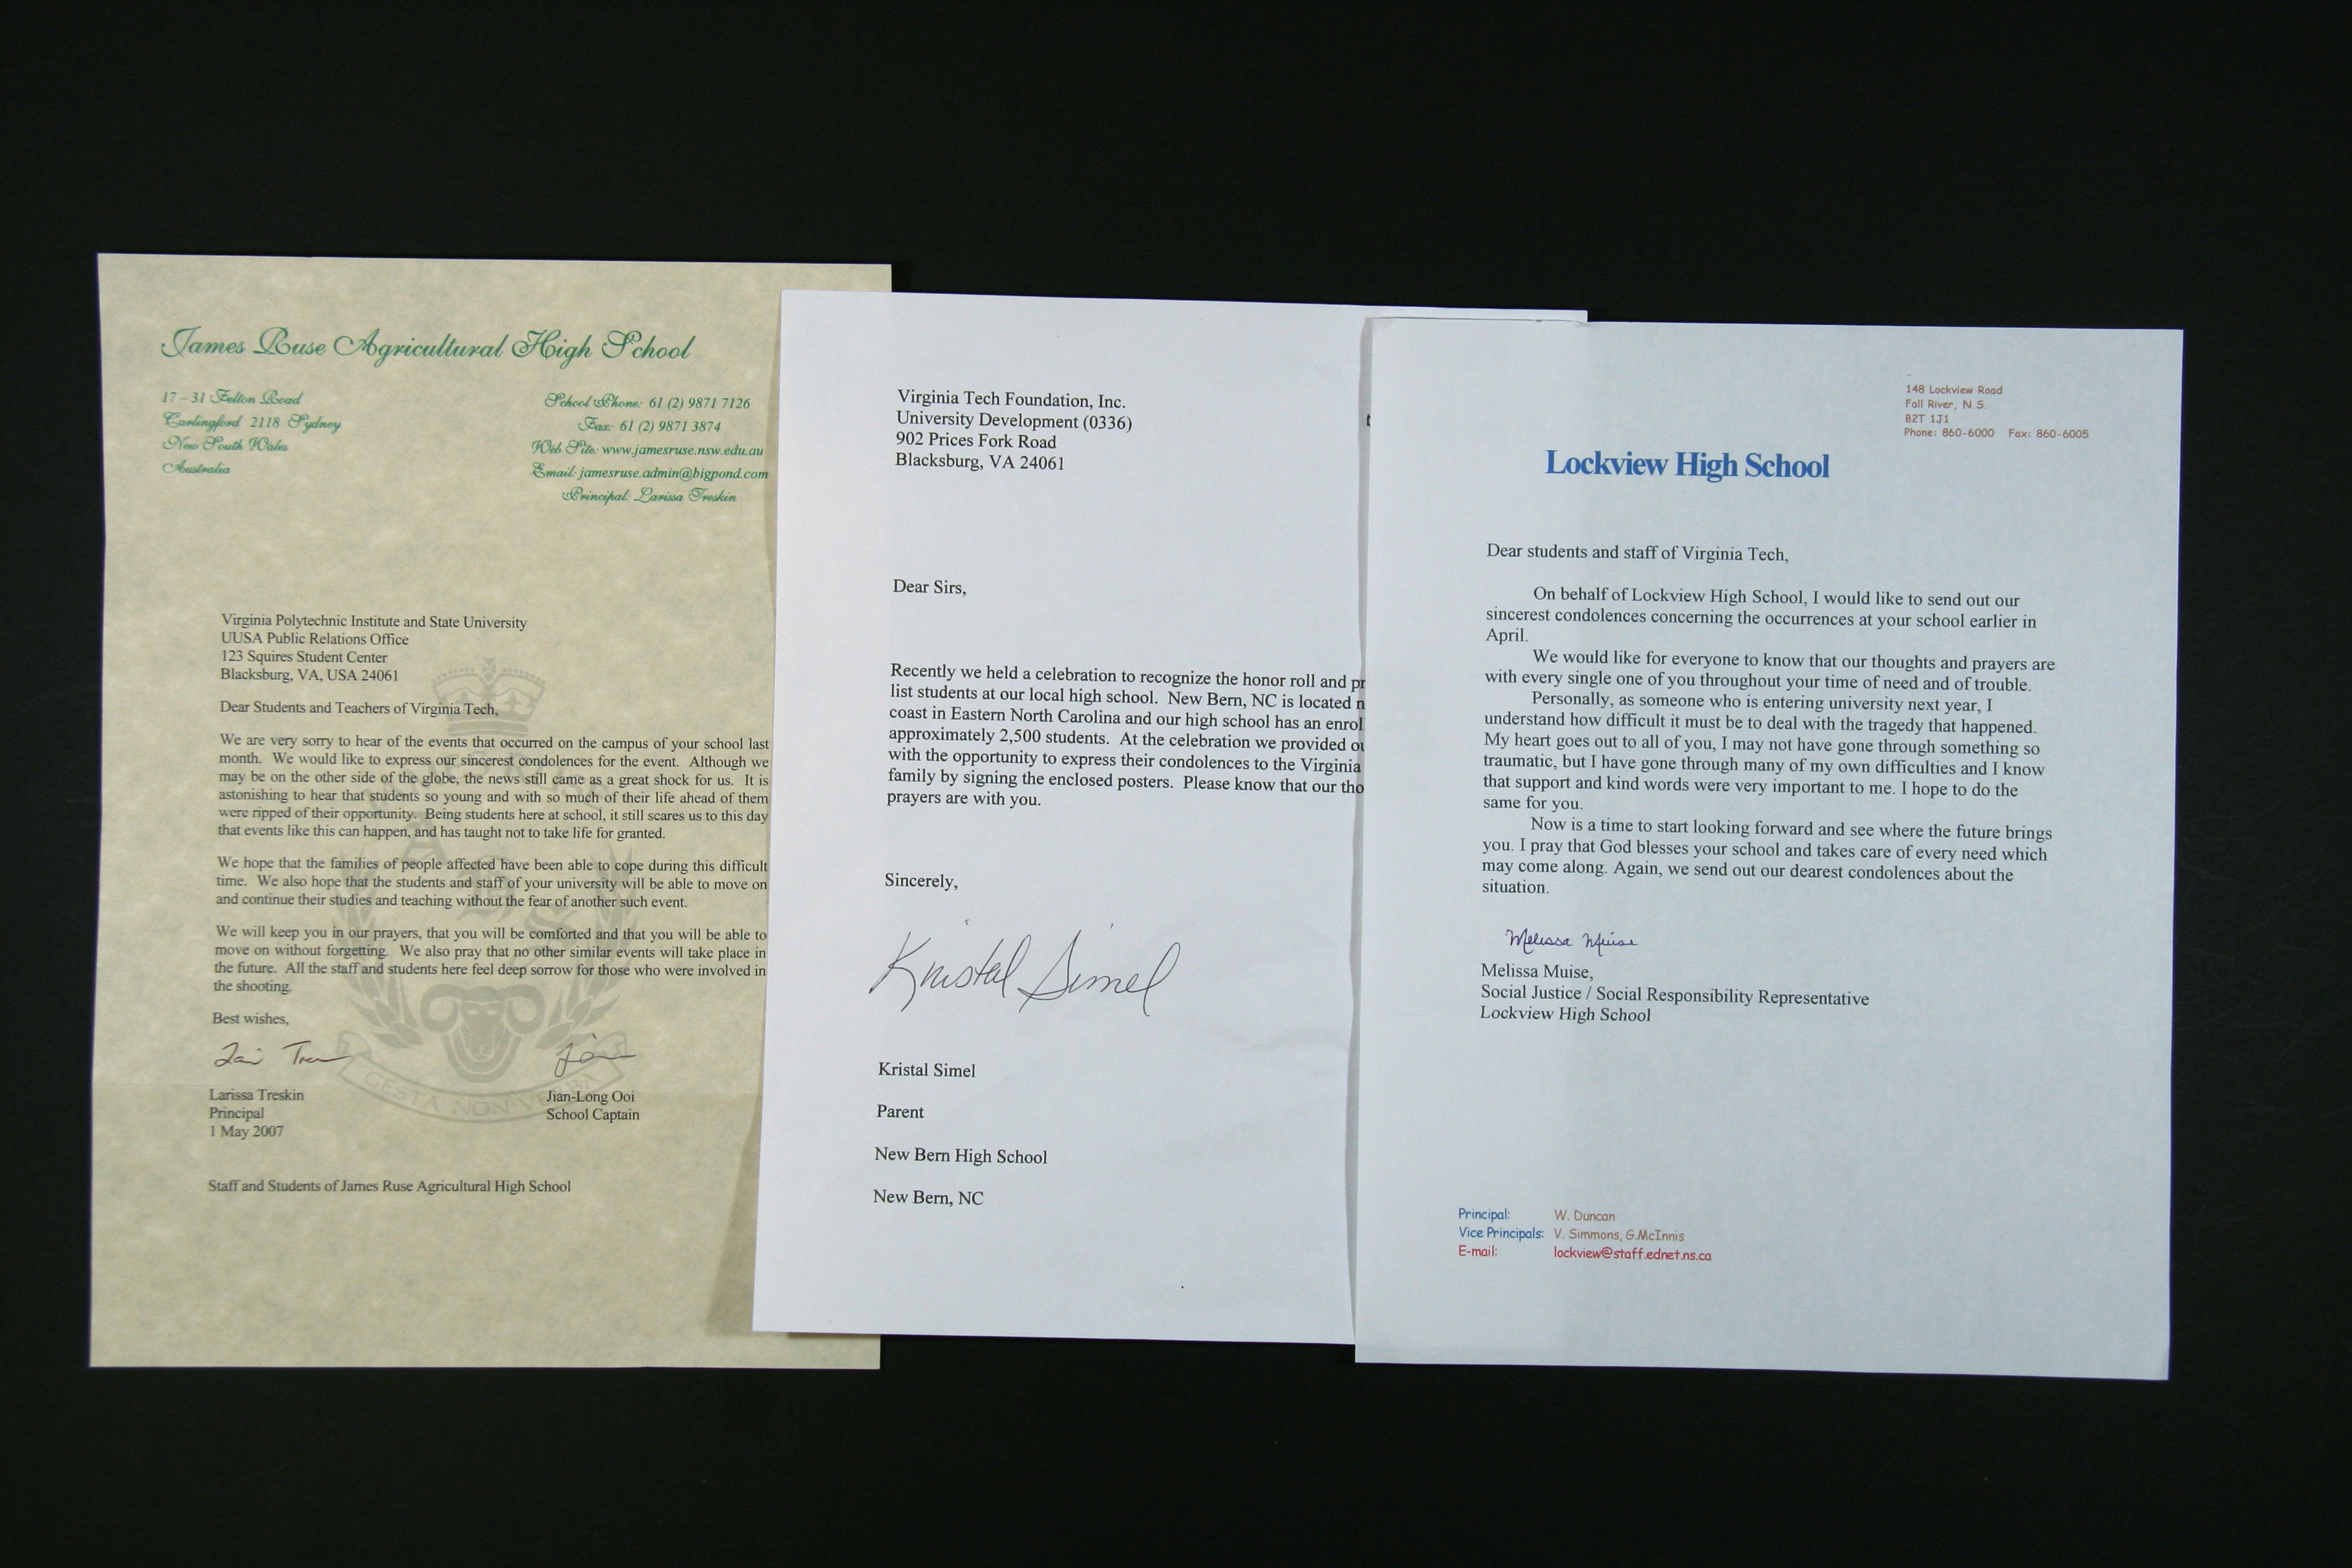 James Ruse Agricultural High School
17-31 Felton Road
Carlingford 2118 Sydney
New South Wales
Australia
School Phone: 61 (2) 9871 7126
Fax: 61 (2) 9871 3874
Web Site: www.jamesruse.nsw.edu.au
Email: jamesruse.admin@bigpond.com
Principal: Larissa Treskin
Virginia Polytechnic Institute and State University
UUSA Public Relations Office
123 Squires Student Center
Blacksburg, VA, USA 24061
Dear Students and Teachers of Virginia Tech,
We are very sorry to hear of the events that occurred on the campus of your school last
month. We would like to express our sincerest condolences for the event. Although we
may be on the other side of the globe, the news still came as a great shock for us. It is
astonishing to hear that students so young and with so much of their life ahead of them
were ripped of their opportunity. Being students here at school, it still scares us to this day
that events like this can happen, and has taught not to take life for granted.
We hope that the families of people affected have been able to cope during this difficult
time. We also hope that the students and staff of your university will be able to move on
and continue their studies and teaching without the fear of another such event.
We will keep you in our prayers, that you will be comforted and that you will be able to
move on without forgetting. We also pray that no other similar events will take place in
the future. All the staff and students here feel deep sorrow for those who were involved in
the shooting.
Best wishes,
Larissa Treskin
Principal
1 May 2007
Jian-Long Ooi
School Captain
GESTA NON VERBA
Staff and Students of James Ruse Agricultural High School
Virginia Tech Foundation, Inc.
University Development (0336)
902 Prices Fork Road
Blacksburg, VA 24061
Dear Sirs,
Recently we held a celebration to recognize the honor roll and pr
list students at our local high school. New Bern, NC is located n
coast in Eastern North Carolina and our high school has an enrol
approximately 2,500 students. At the celebration we provided ou
with the opportunity to express their condolences to the Virginia
family by signing the enclosed posters. Please know that our tho
prayers are with you.
Sincerely,
Kristal Simel
Kristal Simel
Parent
New Bern High School
New Bern, NC
148 Lockview Road
Fall River, N.S.
B2T 1J1
Phone: 860-6000 Fax: 860-6005
Lockview High School
Dear students and staff of Virginia Tech,
On behalf of Lockview High School, I would like to send out our
sincerest condolences concerning the occurrences at your school earlier in
April.
We would like for everyone to know that our thoughts and prayers are
with every single one of you throughout your time of need and of trouble.
Personally, as someone who is entering university next year, I
understand how difficult it must be to deal with the tragedy that happened.
My heart goes out to all of you, I may not have gone through something so
traumatic, but I have gone through many of my own difficulties and I know
that support and kind words were very important to me. I hope to do the
same for you.
Now is a time to start looking forward and see where the future brings
you. I pray that God blesses your school and takes care of every need which
may come along. Again, we send out our dearest condolences about the
situation.
Melissa Muise
Melissa Muise,
Social Justice / Social Responsibility Representative
Lockview High School
Principal: W. Duncan
Vice Principals: V. Simmons, G.McInnis
E-mail: lockview@staff.ednet.ns.ca